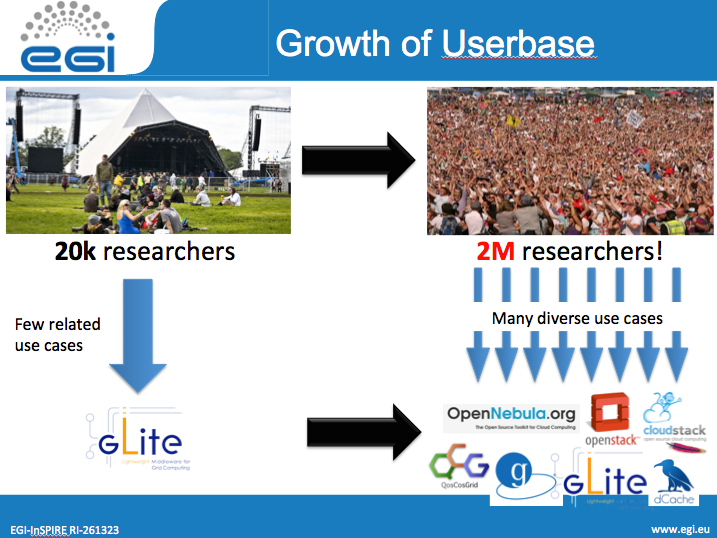 egi
Growth of Userbase
20k researchers
2M researchers!
Few related
use cases
Many diverse use cases
gLite
Lightweight Middleware for
Grid Computing
OpenNebula.org
The Open Source Toolkit for Cloud Computing
openstack
cloudstack
open source cloud computing
QCG
QosCosGrid
g
gLite
dCache
EGI-InSPIRE RI-261323
www.egi.eu